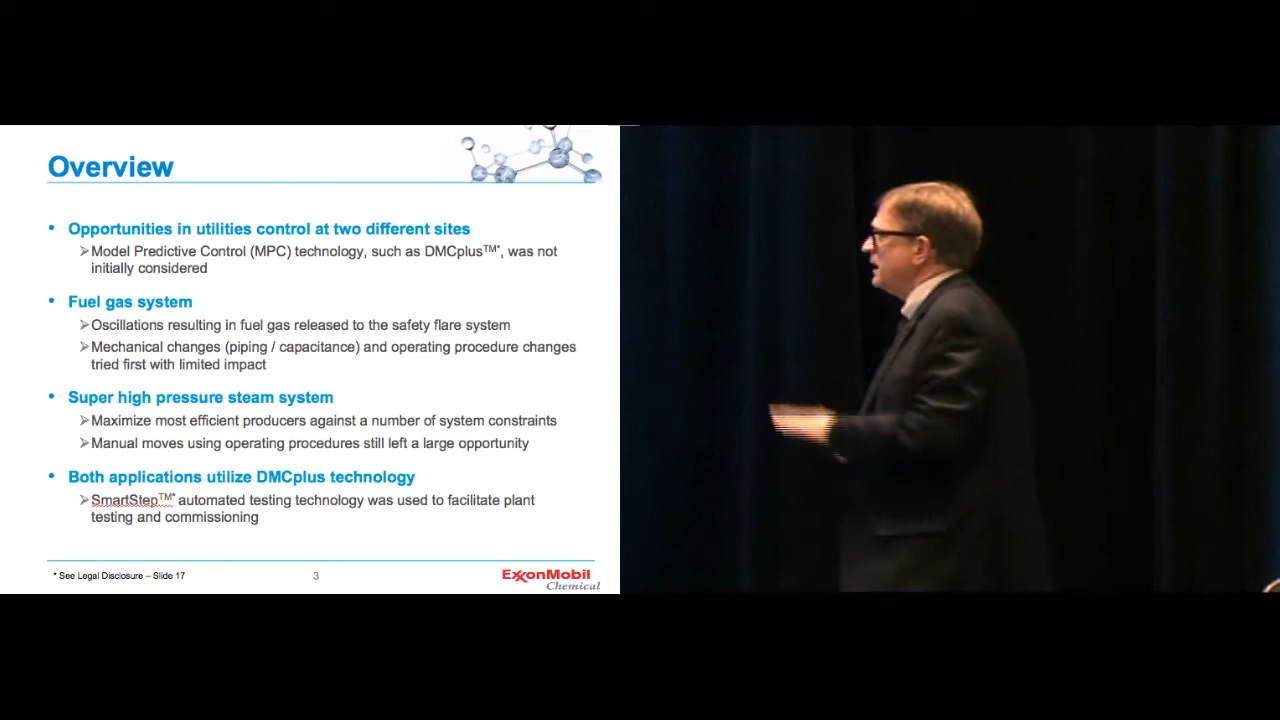 Overview
• Opportunities in utilities control at two different sites
➢Model Predictive Control (MPC) technology, such as DMCplus™*, was not
initially considered
• Fuel gas system
➢Oscillations resulting in fuel gas released to the safety flare system
➢Mechanical changes (piping / capacitance) and operating procedure changes
tried first with limited impact
• Super high pressure steam system
➢Maximize most efficient producers against a number of system constraints
➢Manual moves using operating procedures still left a large opportunity
• Both applications utilize DMCplus technology
➢SmartStep™* automated testing technology was used to facilitate plant
testing and commissioning
* See Legal Disclosure – Slide 17
3
ExxonMobil
Chemical